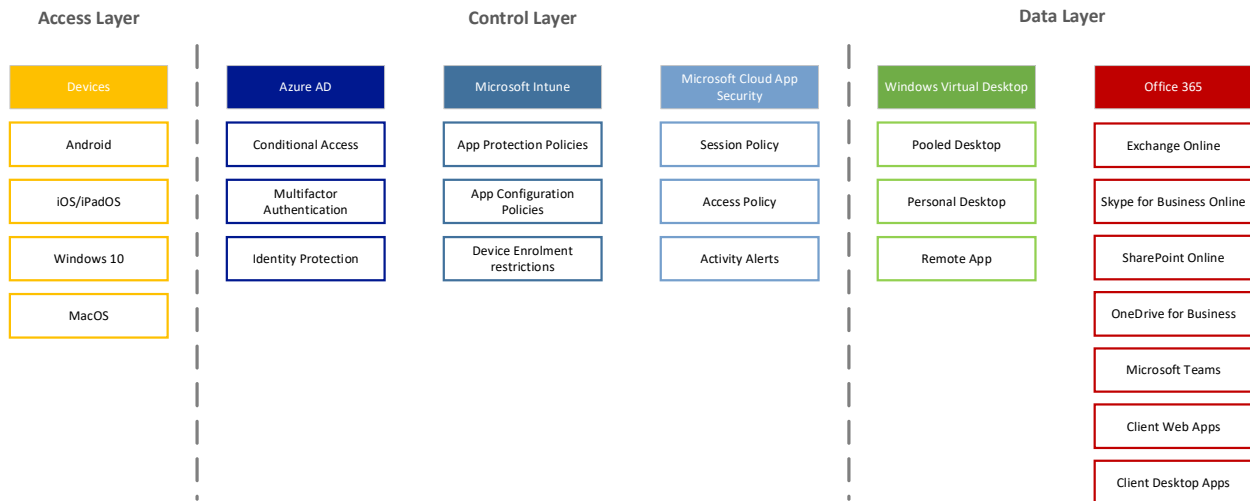 Access Layer
Control Layer
Data Layer
Devices
Android
iOS/iPadOS
Windows 10
MacOS
Azure AD
Conditional Access
Multifactor
Authentication
Identity Protection
Microsoft Intune
App Protection Policies
App Configuration
Policies
Device Enrolment
restrictions
Microsoft Cloud App
Security
Session Policy
Access Policy
Activity Alerts
Windows Virtual Desktop
Pooled Desktop
Personal Desktop
Remote App
Office 365
Exchange Online
Skype for Business Online
SharePoint Online
OneDrive for Business
Microsoft Teams
Client Web Apps
Client Desktop Apps